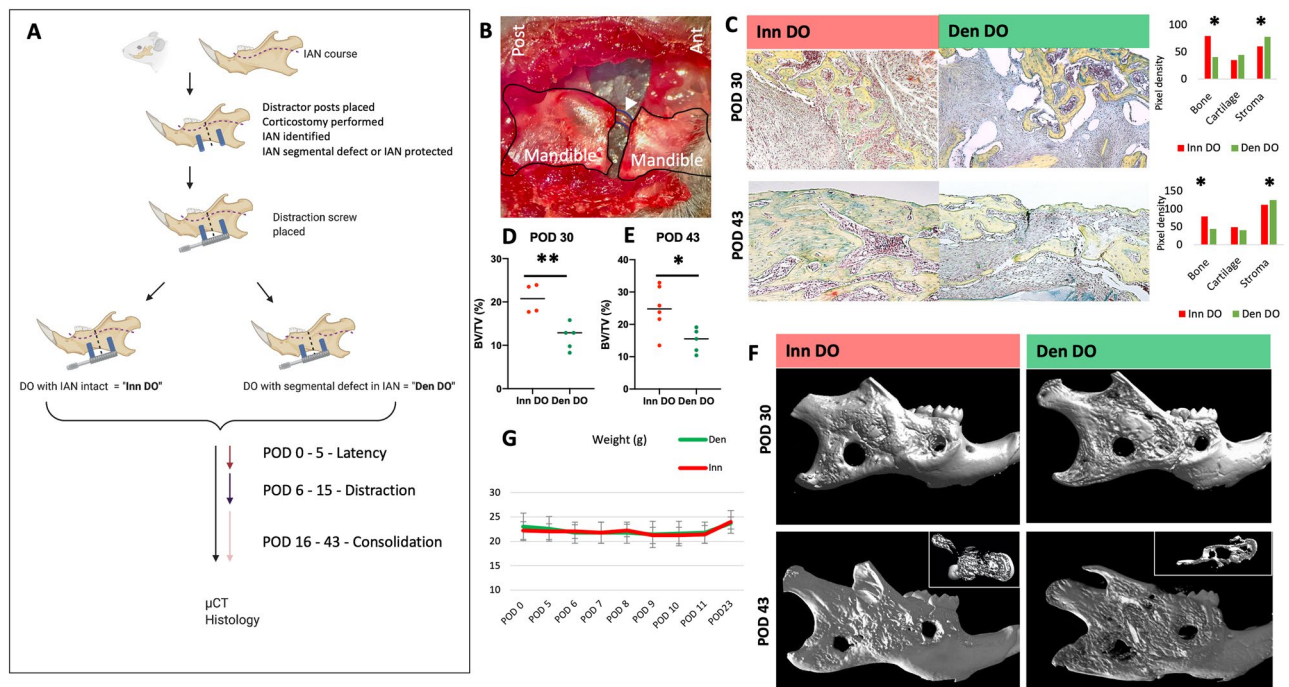 A
IAN course
Distractor posts placed
Corticostomy performed
IAN identified
IAN segmental defect or IAN protected
Distraction screw
placed
DO with IAN intact = "Inn DO"
DO with segmental defect in IAN = "Den DO"
POD 0 - 5 - Latency
POD 6 - 15 - Distraction
POD 16 - 43 - Consolidation
µCT
Histology
B
Post
Ant
Mandible
Mandible
C
Inn DO
Den DO
POD 30
Pixel density
100
50
0
*
*
Bone
Cartilage
Stroma
Inn DO
Den DO
POD 43
Pixel density
150
100
50
0
*
*
Bone
Cartilage
Stroma
Inn DO
Den DO
D
POD 30
**
BV/TV (%)
30
20
10
0
Inn DO
Den DO
E
POD 43
*
BV/TV (%)
40
30
20
10
0
Inn DO
Den DO
F
Inn DO
Den DO
POD 30
POD 43
G
Weight (g)
Den
Inn
30
25
20
15
10
POD 0
POD 5
POD 6
POD 7
POD 8
POD 9
POD 10
POD 11
POD23